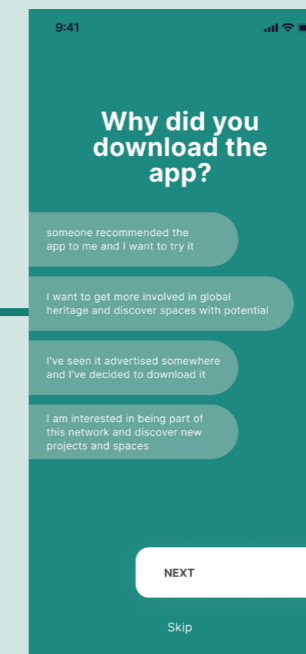 9:41
Why did you
download the
app?
someone recommended the
app to me and I want to try it
I want to get more involved in global
heritage and discover spaces with potential
I've seen it advertised somewhere
and I've decided to download it
I am interested in being part of
this network and discover new
projects and spaces
NEXT
Skip